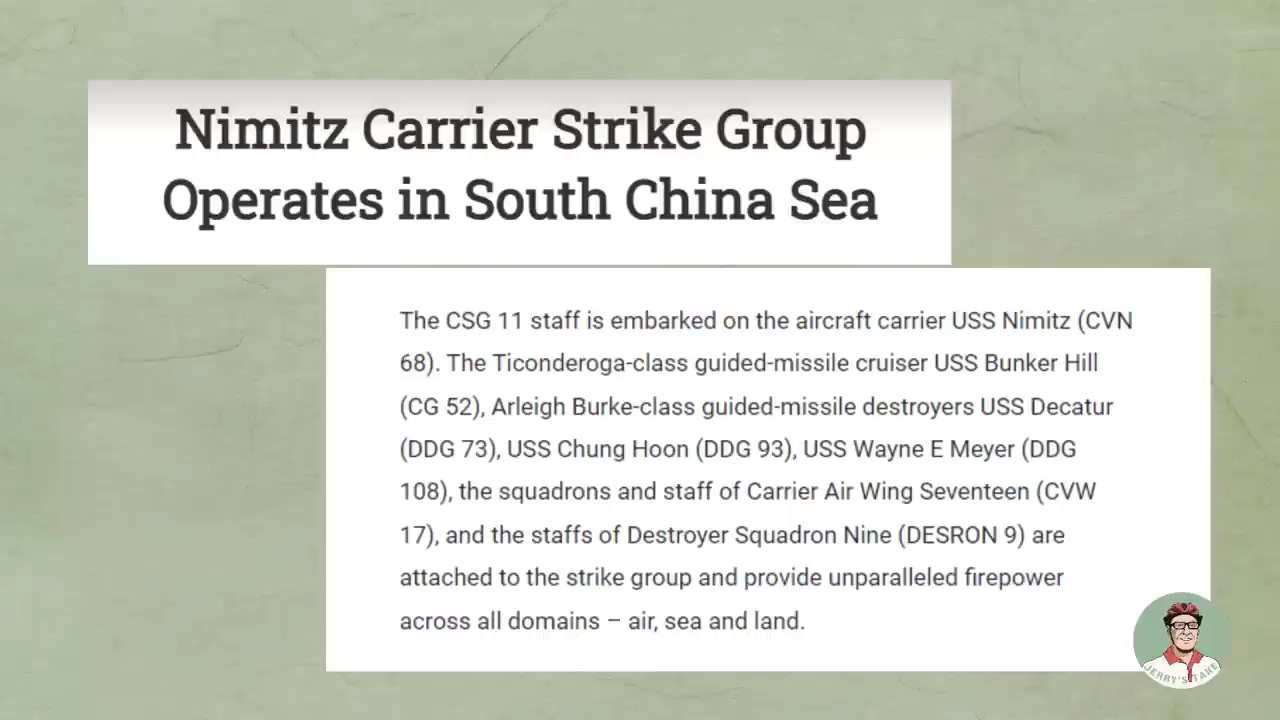 Nimitz Carrier Strike Group
Operates in South China Sea
The CSG 11 staff is embarked on the aircraft carrier USS Nimitz (CVN
68). The Ticonderoga-class guided-missile cruiser USS Bunker Hill
(CG 52), Arleigh Burke-class guided-missile destroyers USS Decatur
(DDG 73), USS Chung Hoon (DDG 93), USS Wayne E Meyer (DDG
108), the squadrons and staff of Carrier Air Wing Seventeen (CVW
17), and the staffs of Destroyer Squadron Nine (DESRON 9) are
attached to the strike group and provide unparalleled firepower
across all domains – air, sea and land.
JERRY'S TAKE